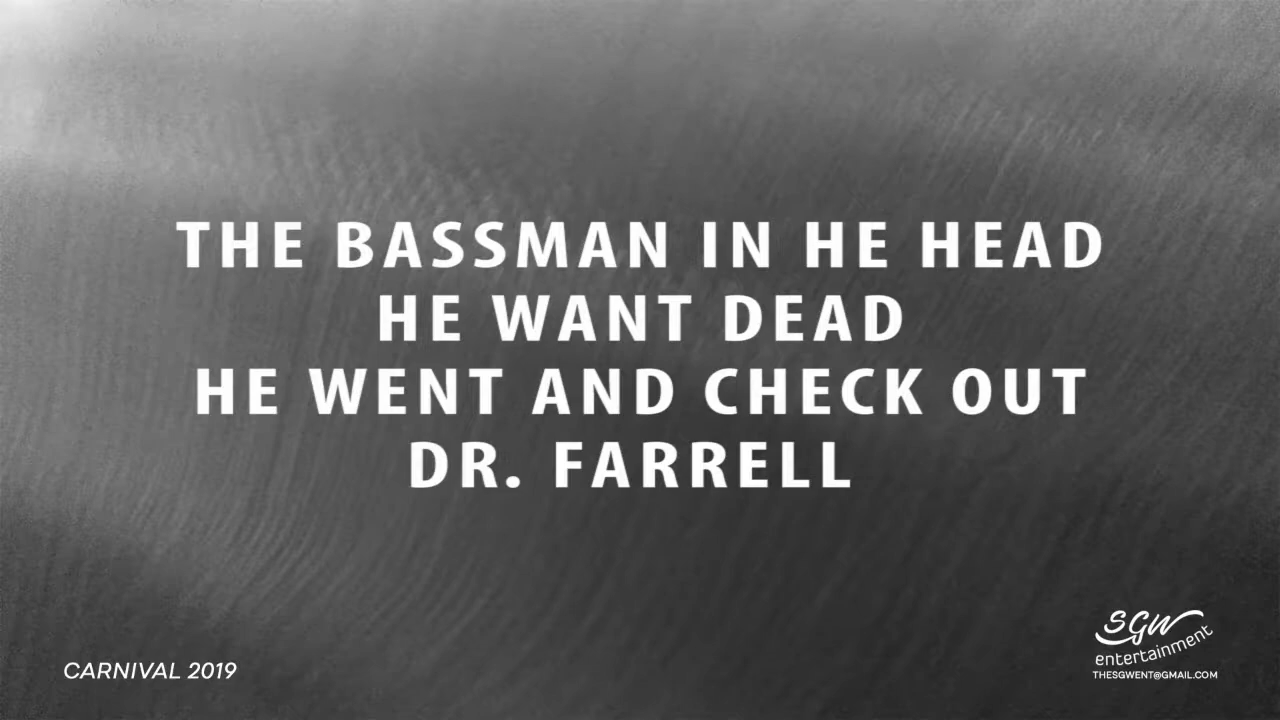 THE BASSMAN IN HE HEAD
HE WANT DEAD
HE WENT AND CHECK OUT
DR. FARRELL
CARNIVAL 2019
SGW
entertainment
THESGWENT@GMAIL.COM